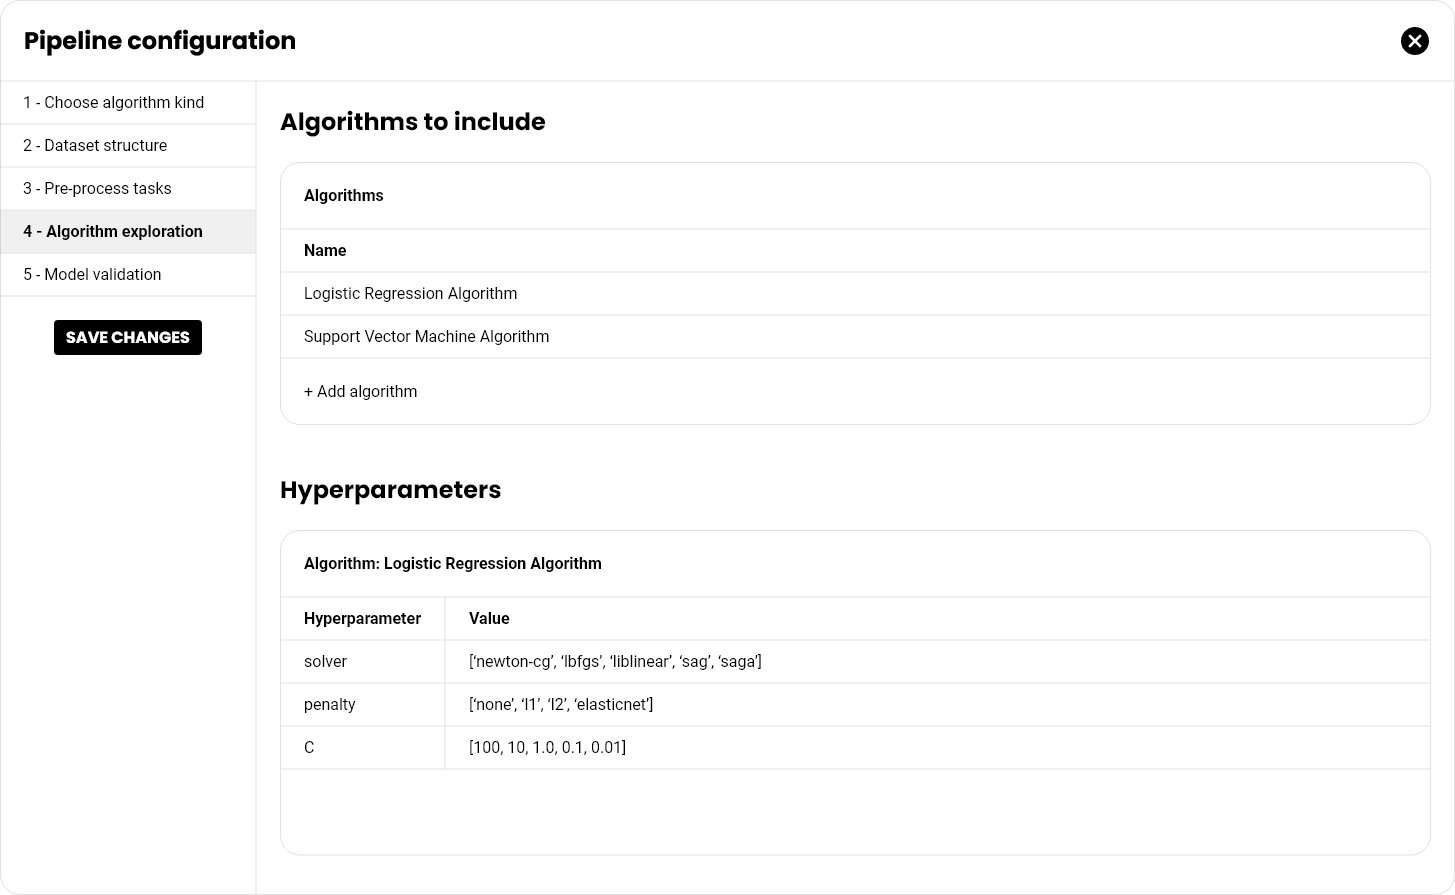 Pipeline configuration
1 - Choose algorithm kind
2 - Dataset structure
3 - Pre-process tasks
4 - Algorithm exploration
5 - Model validation
SAVE CHANGES
Algorithms to include
Algorithms
Name
Logistic Regression Algorithm
Support Vector Machine Algorithm
+ Add algorithm
Hyperparameters
Algorithm: Logistic Regression Algorithm
Hyperparameter Value
solver [‘newton-cg’, ‘lbfgs’, ‘liblinear’, ‘sag’, ‘saga’]
penalty [‘none’, ‘l1’, ‘l2’, ‘elasticnet’]
C [100, 10, 1.0, 0.1, 0.01]